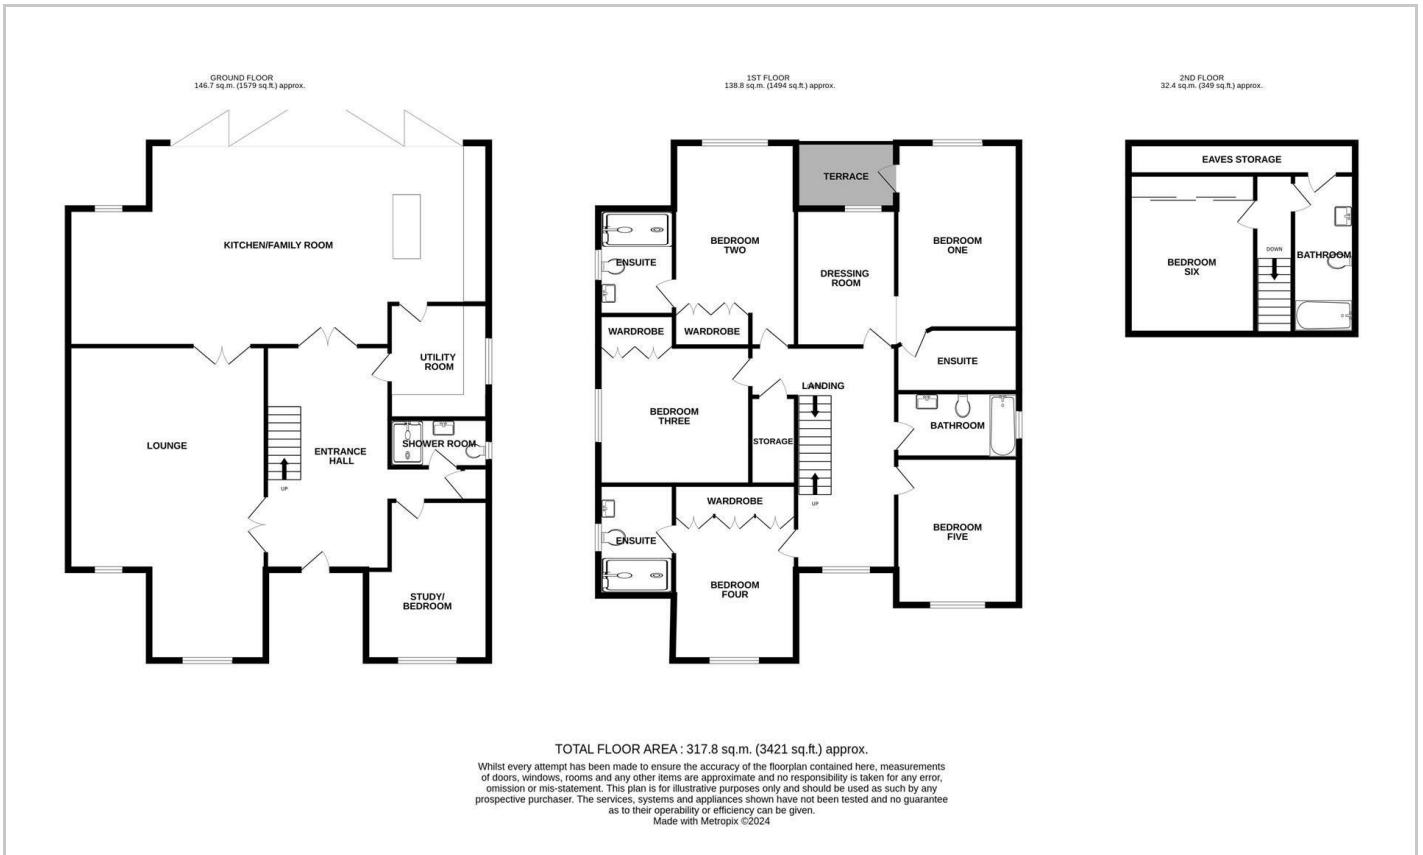 GROUND FLOOR
146.7 sq.m. (1579 sq.ft.) approx.
KITCHEN/FAMILY ROOM
UTILITY
ROOM
LOUNGE
ENTRANCE
HALL
SHOWER ROOM
UP
STUDY/
BEDROOM
1ST FLOOR
138.8 sq.m. (1494 sq.ft.) approx.
TERRACE
BEDROOM
TWO
BEDROOM
ONE
ENSUITE
DRESSING
ROOM
WARDROBE
WARDROBE
ENSUITE
LANDING
BEDROOM
THREE
BATHROOM
STORAGE
WARDROBE
UP
ENSUITE
BEDROOM
FIVE
BEDROOM
FOUR
2ND FLOOR
32.4 sq.m. (349 sq.ft.) approx.
EAVES STORAGE
DOWN
BATHROOM
BEDROOM
SIX
TOTAL FLOOR AREA : 317.8 sq.m. (3421 sq.ft.) approx.
Whilst every attempt has been made to ensure the accuracy of the floorplan contained here, measurements
of doors, windows, rooms and any other items are approximate and no responsibility is taken for any error,
omission or mis-statement. This plan is for illustrative purposes only and should be used as such by any
prospective purchaser. The services, systems and appliances shown have not been tested and no guarantee
as to their operability or efficiency can be given.
Made with Metropix ©2024